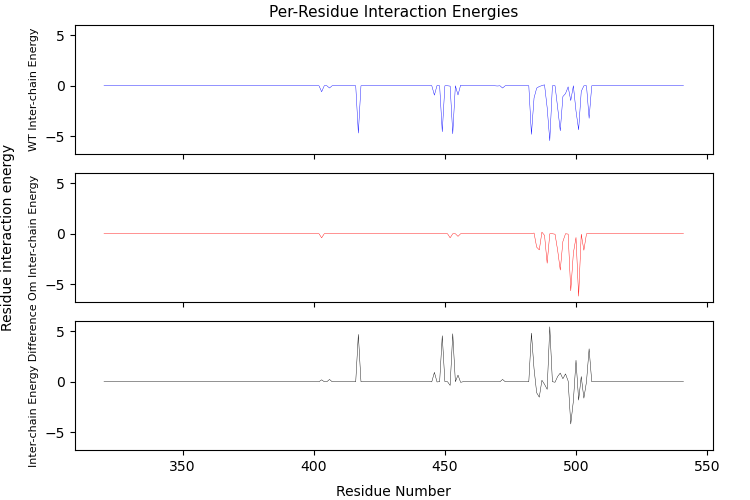 Per-Residue Interaction Energies
WT Inter-chain Energy
5
0
−5
Residue interaction energy
Om Inter-chain Energy
5
0
−5
Inter-chain Energy Difference
5
0
−5
350
400
450
500
550
Residue Number